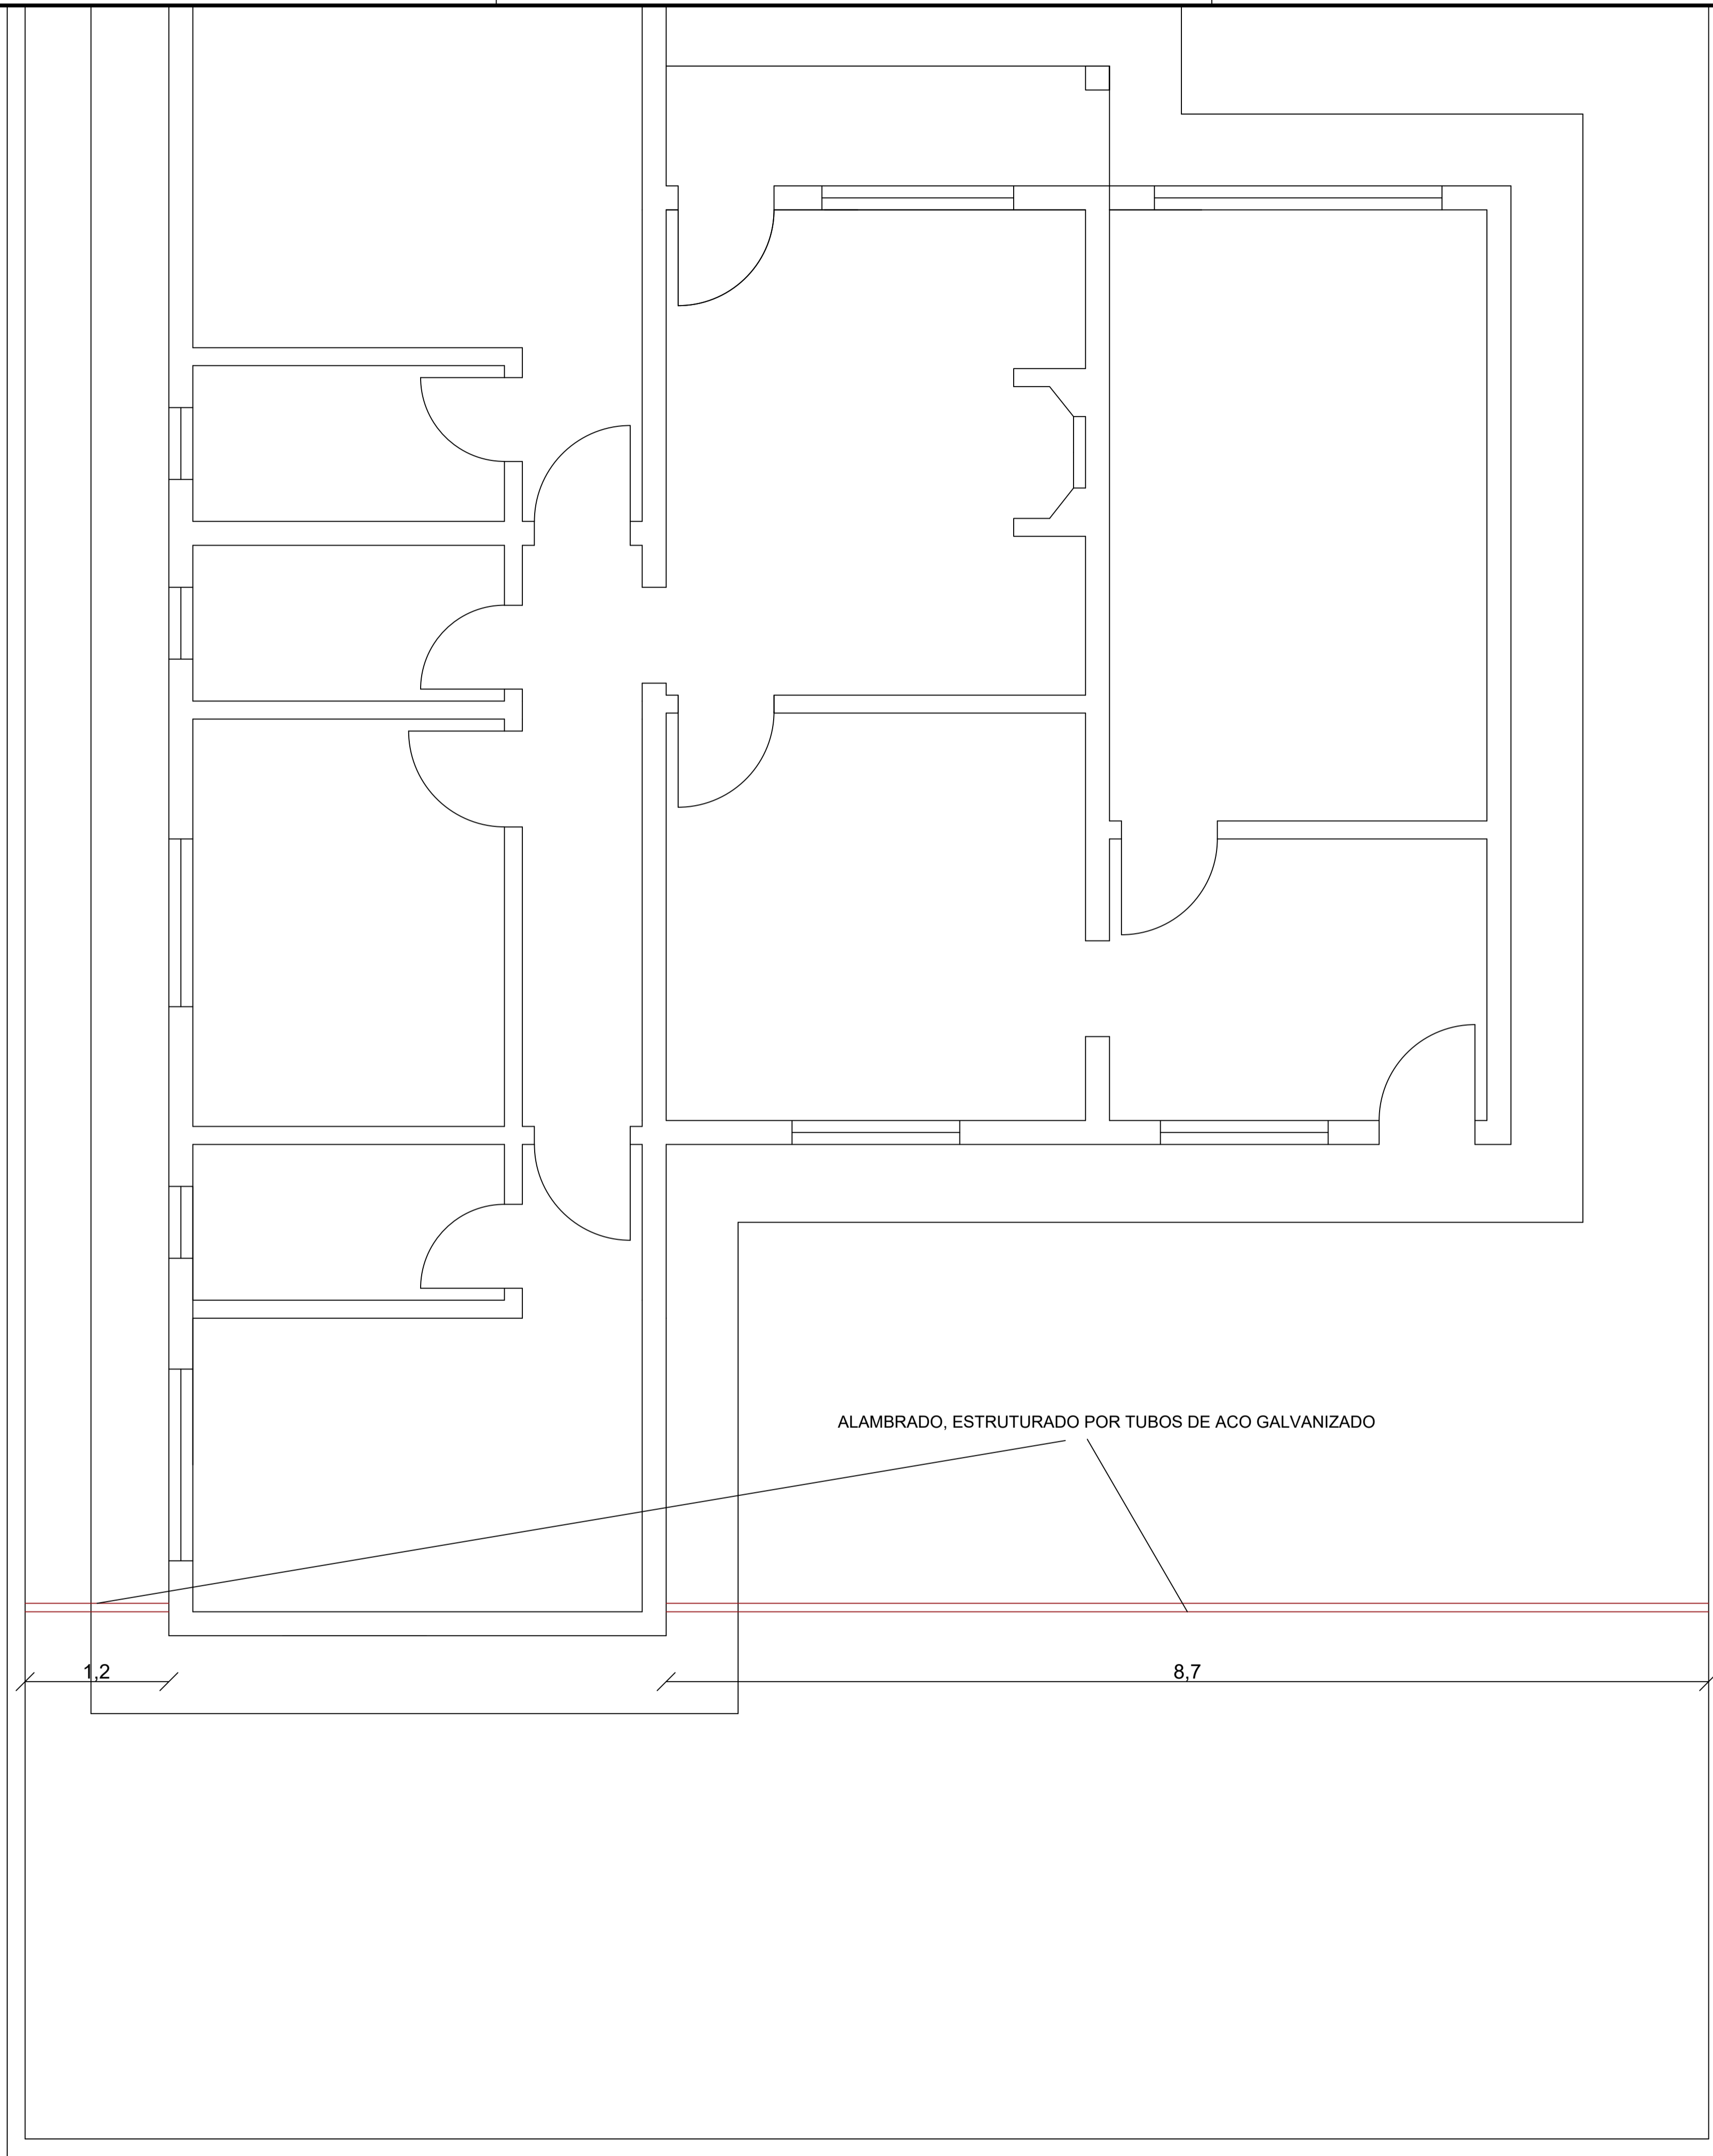 ALAMBRADO, ESTRUTURADO POR TUBOS DE ACO GALVANIZADO
1,2
8,7